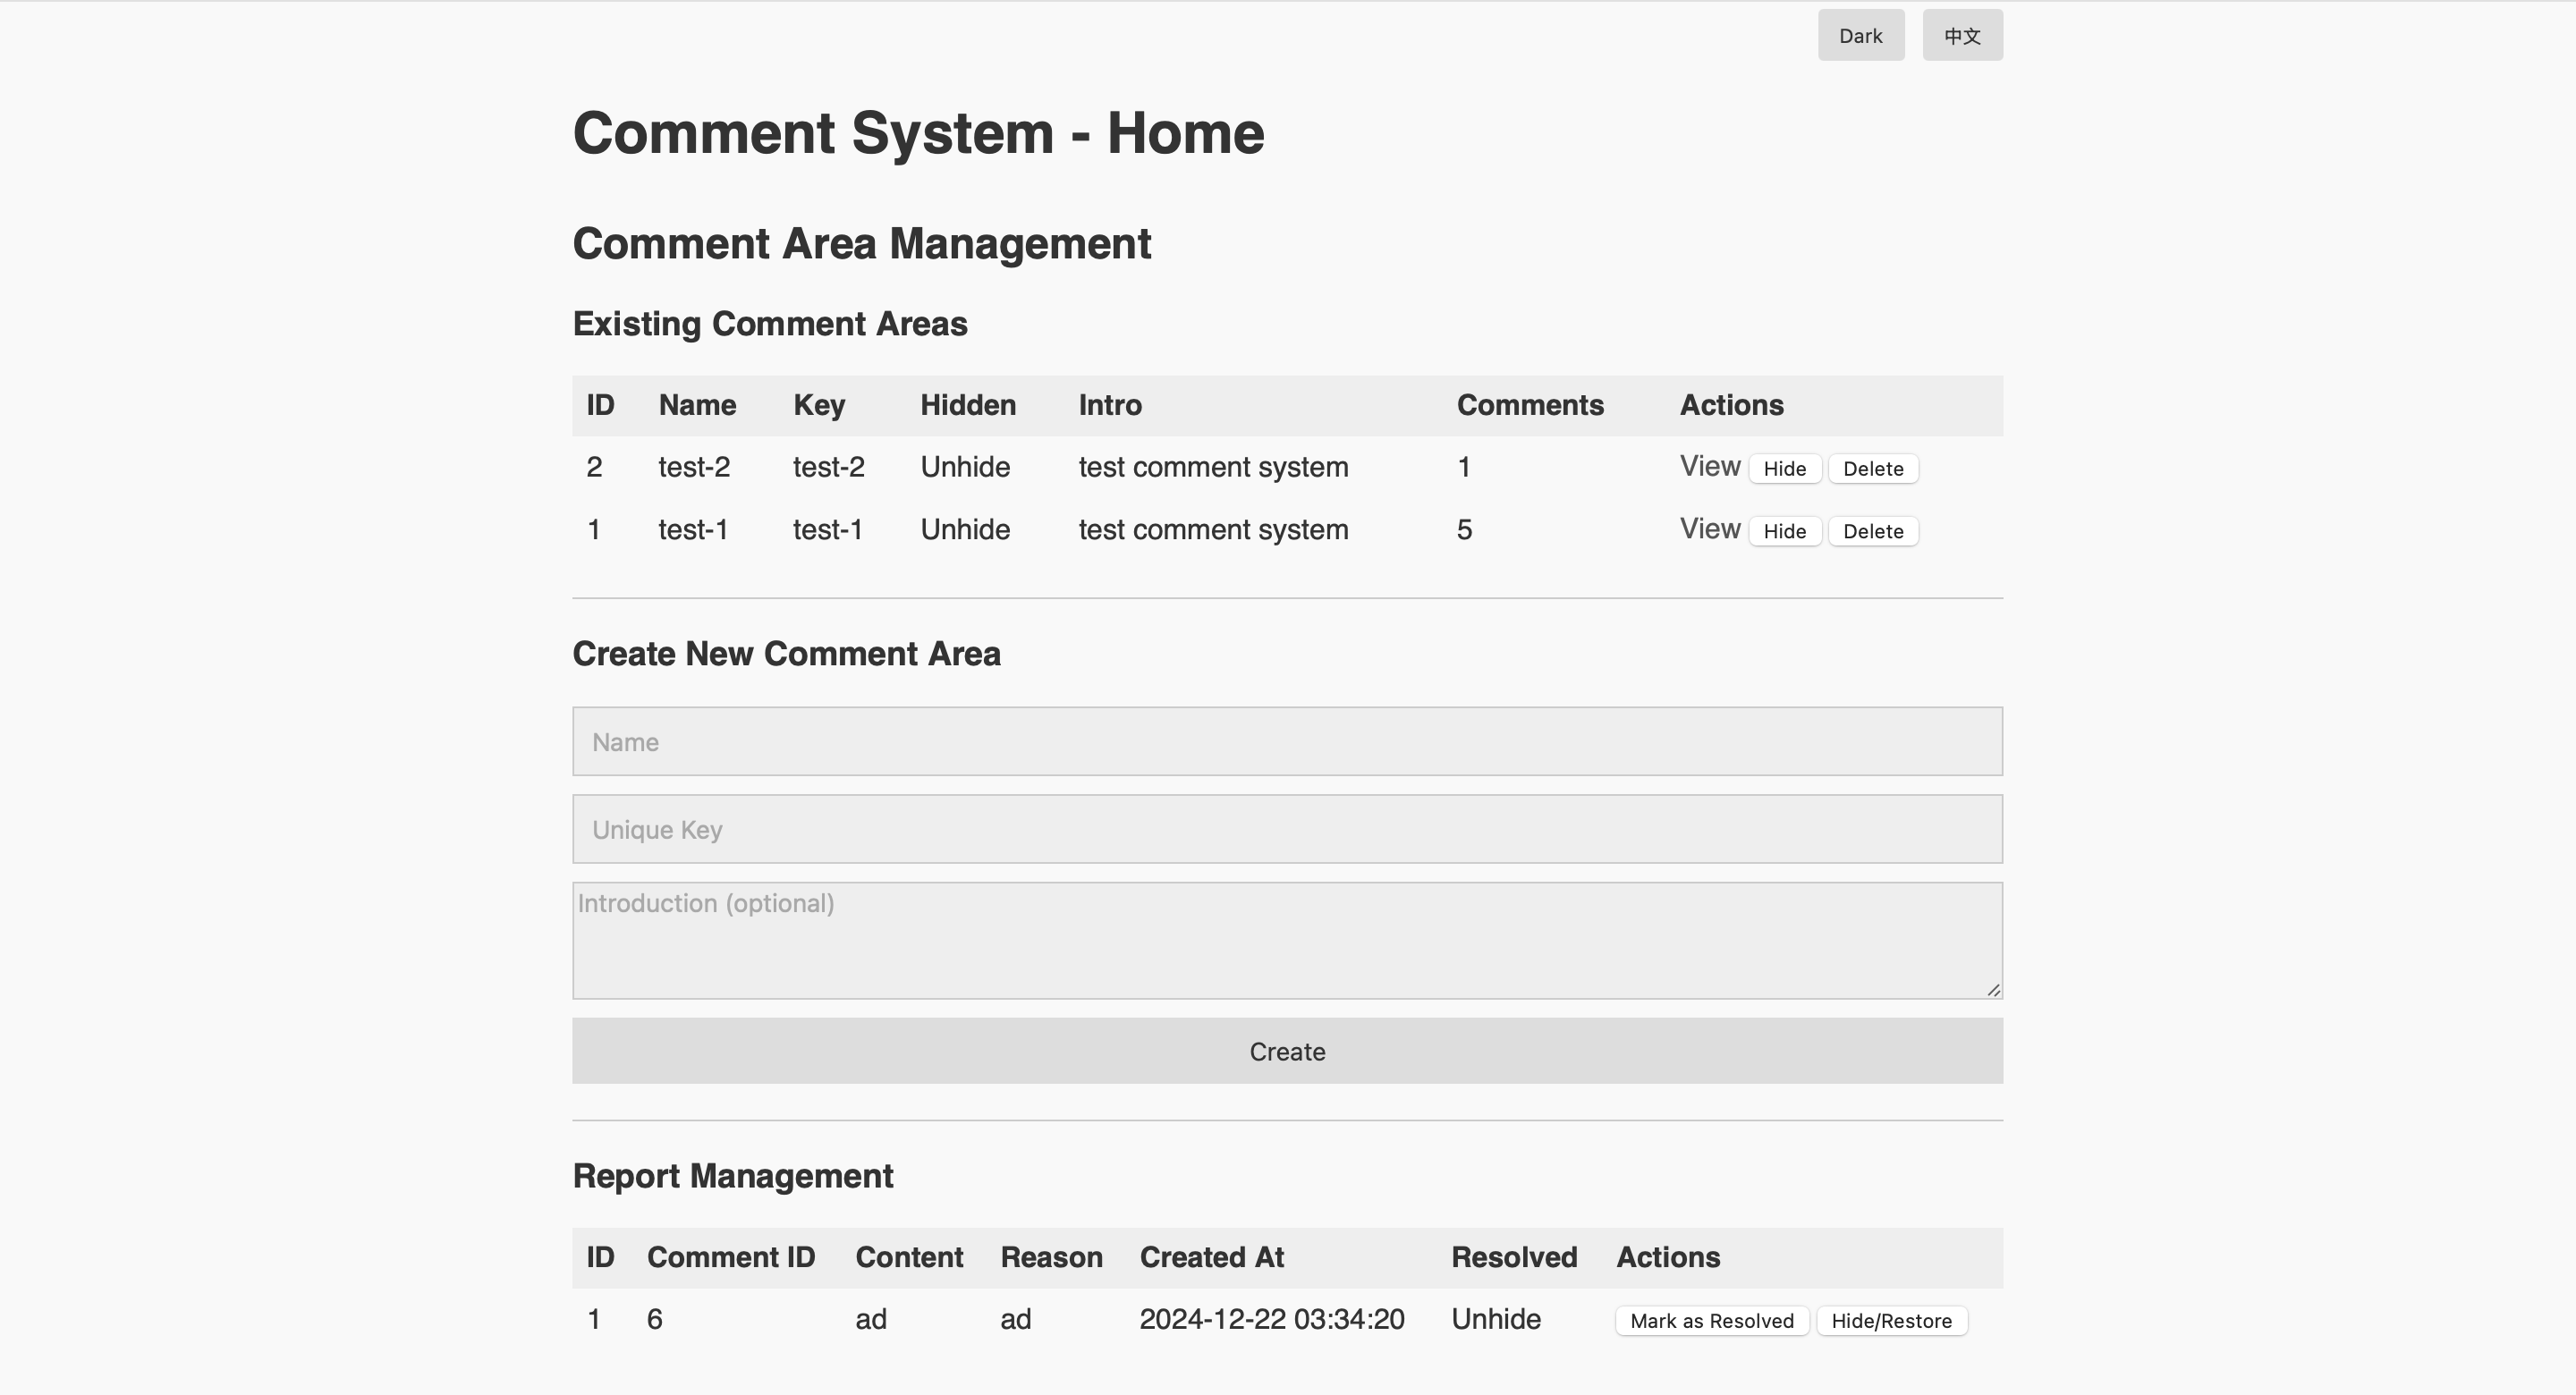 Dark 中文
Comment System - Home
Comment Area Management
Existing Comment Areas
ID Name Key Hidden Intro Comments Actions
2 test-2 test-2 Unhide test comment system 1 View Hide Delete
1 test-1 test-1 Unhide test comment system 5 View Hide Delete
Create New Comment Area
Name
Unique Key
Introduction (optional)
Create
Report Management
ID Comment ID Content Reason Created At Resolved Actions
1 6 ad ad 2024-12-22 03:34:20 Unhide Mark as Resolved Hide/Restore